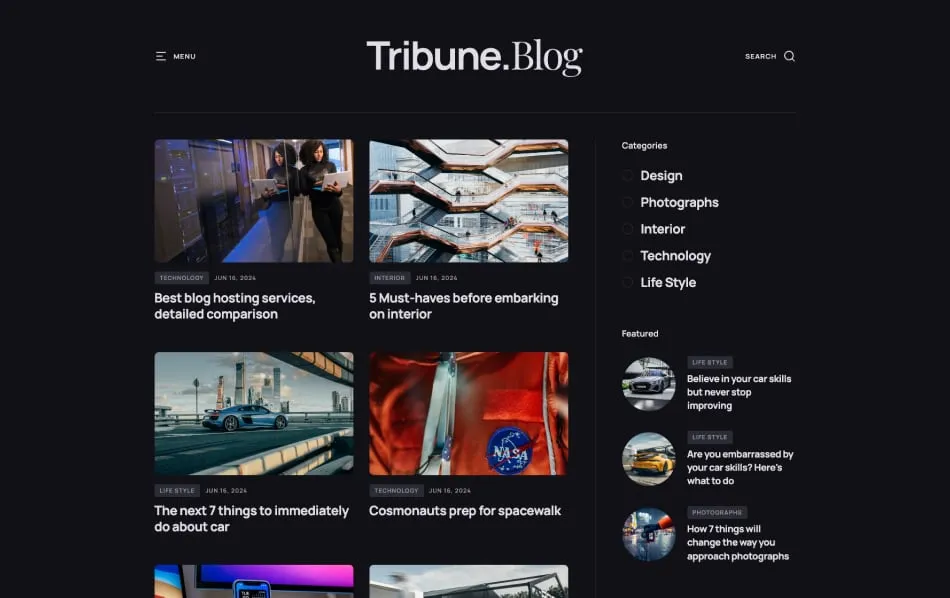 MENU
Tribune.Blog
SEARCH
TECHNOLOGY JUN 16, 2024
Best blog hosting services,
detailed comparison
INTERIOR JUN 16, 2024
5 Must-haves before embarking
on interior
NASA
LIFE STYLE JUN 16, 2024
The next 7 things to immediately
do about car
TECHNOLOGY JUN 16, 2024
Cosmonauts prep for spacewalk
Categories
Design
Photographs
Interior
Technology
Life Style
Featured
LIFE STYLE
Believe in your car skills
but never stop
improving
LIFE STYLE
Are you embarrassed by
your car skills? Here's
what to do
PHOTOGRAPHS
How 7 things will
change the way you
approach photographs